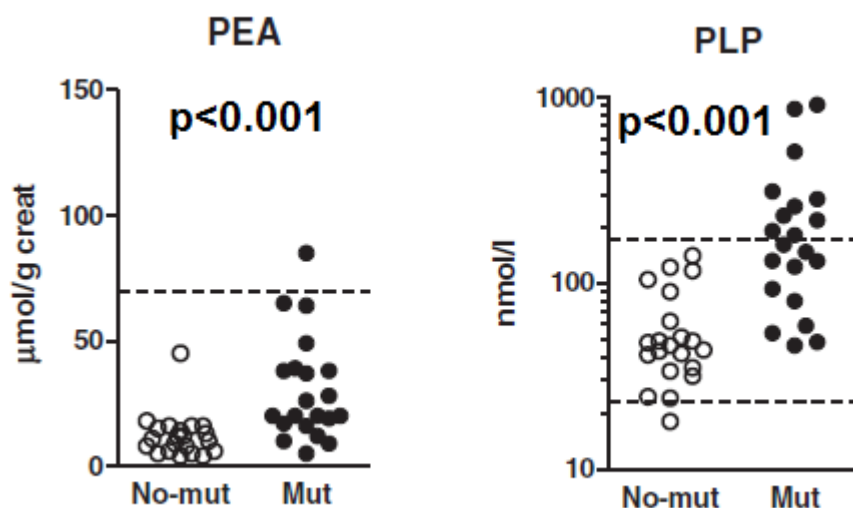 PEA
150
p<0.001
100
µmol/g creat
50
0
No-mut Mut
PLP
1000
p<0.001
nmol/l
100
10
No-mut Mut